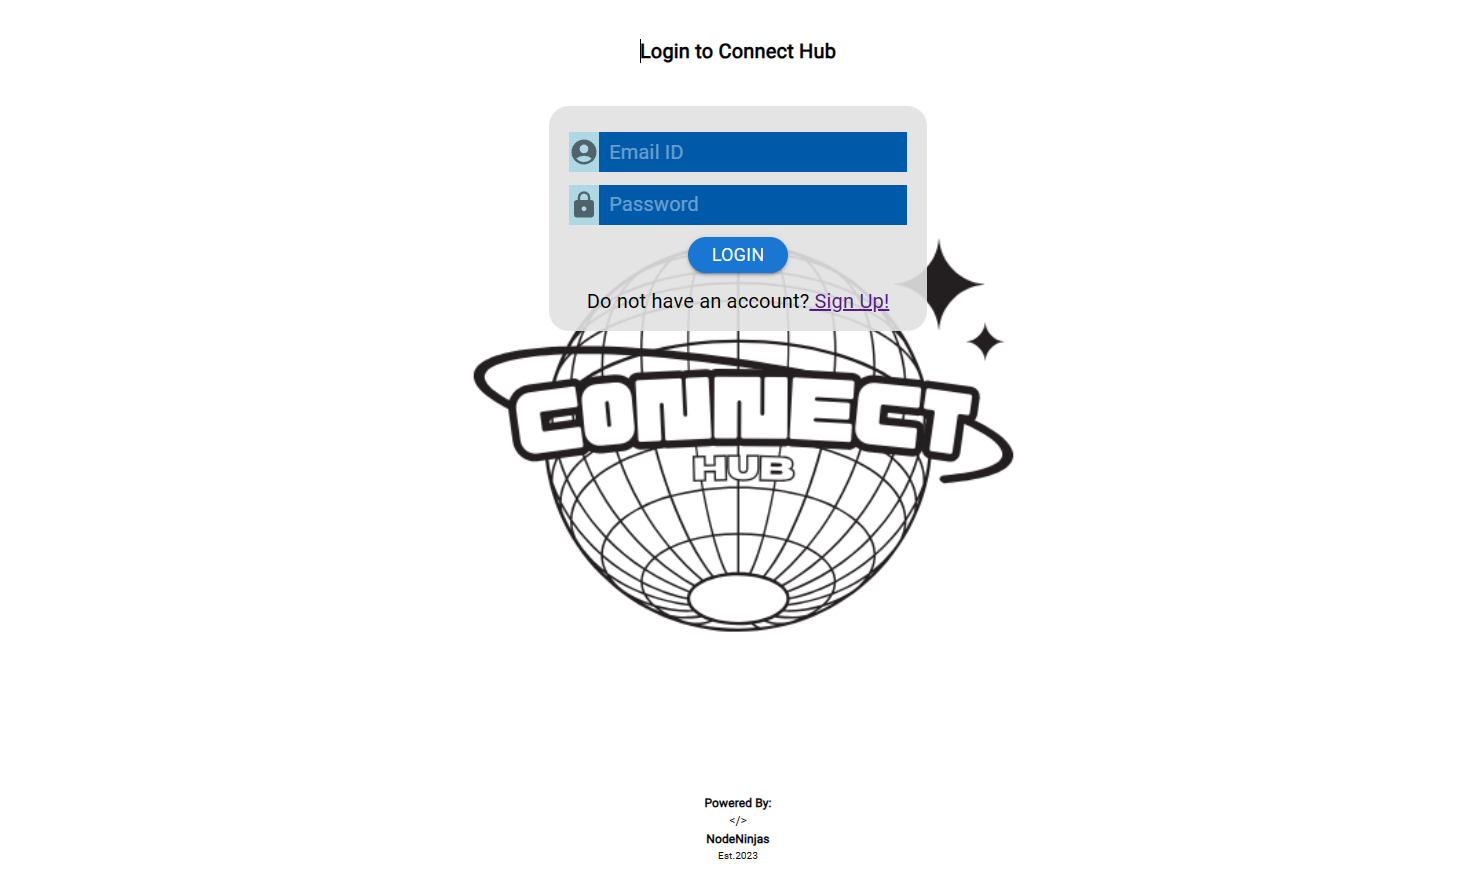 Login to Connect Hub
Email ID
Password
LOGIN
Do not have an account? Sign Up!
CONNECT
HUB
Powered By:
</>
NodeNinjas
Est.2023